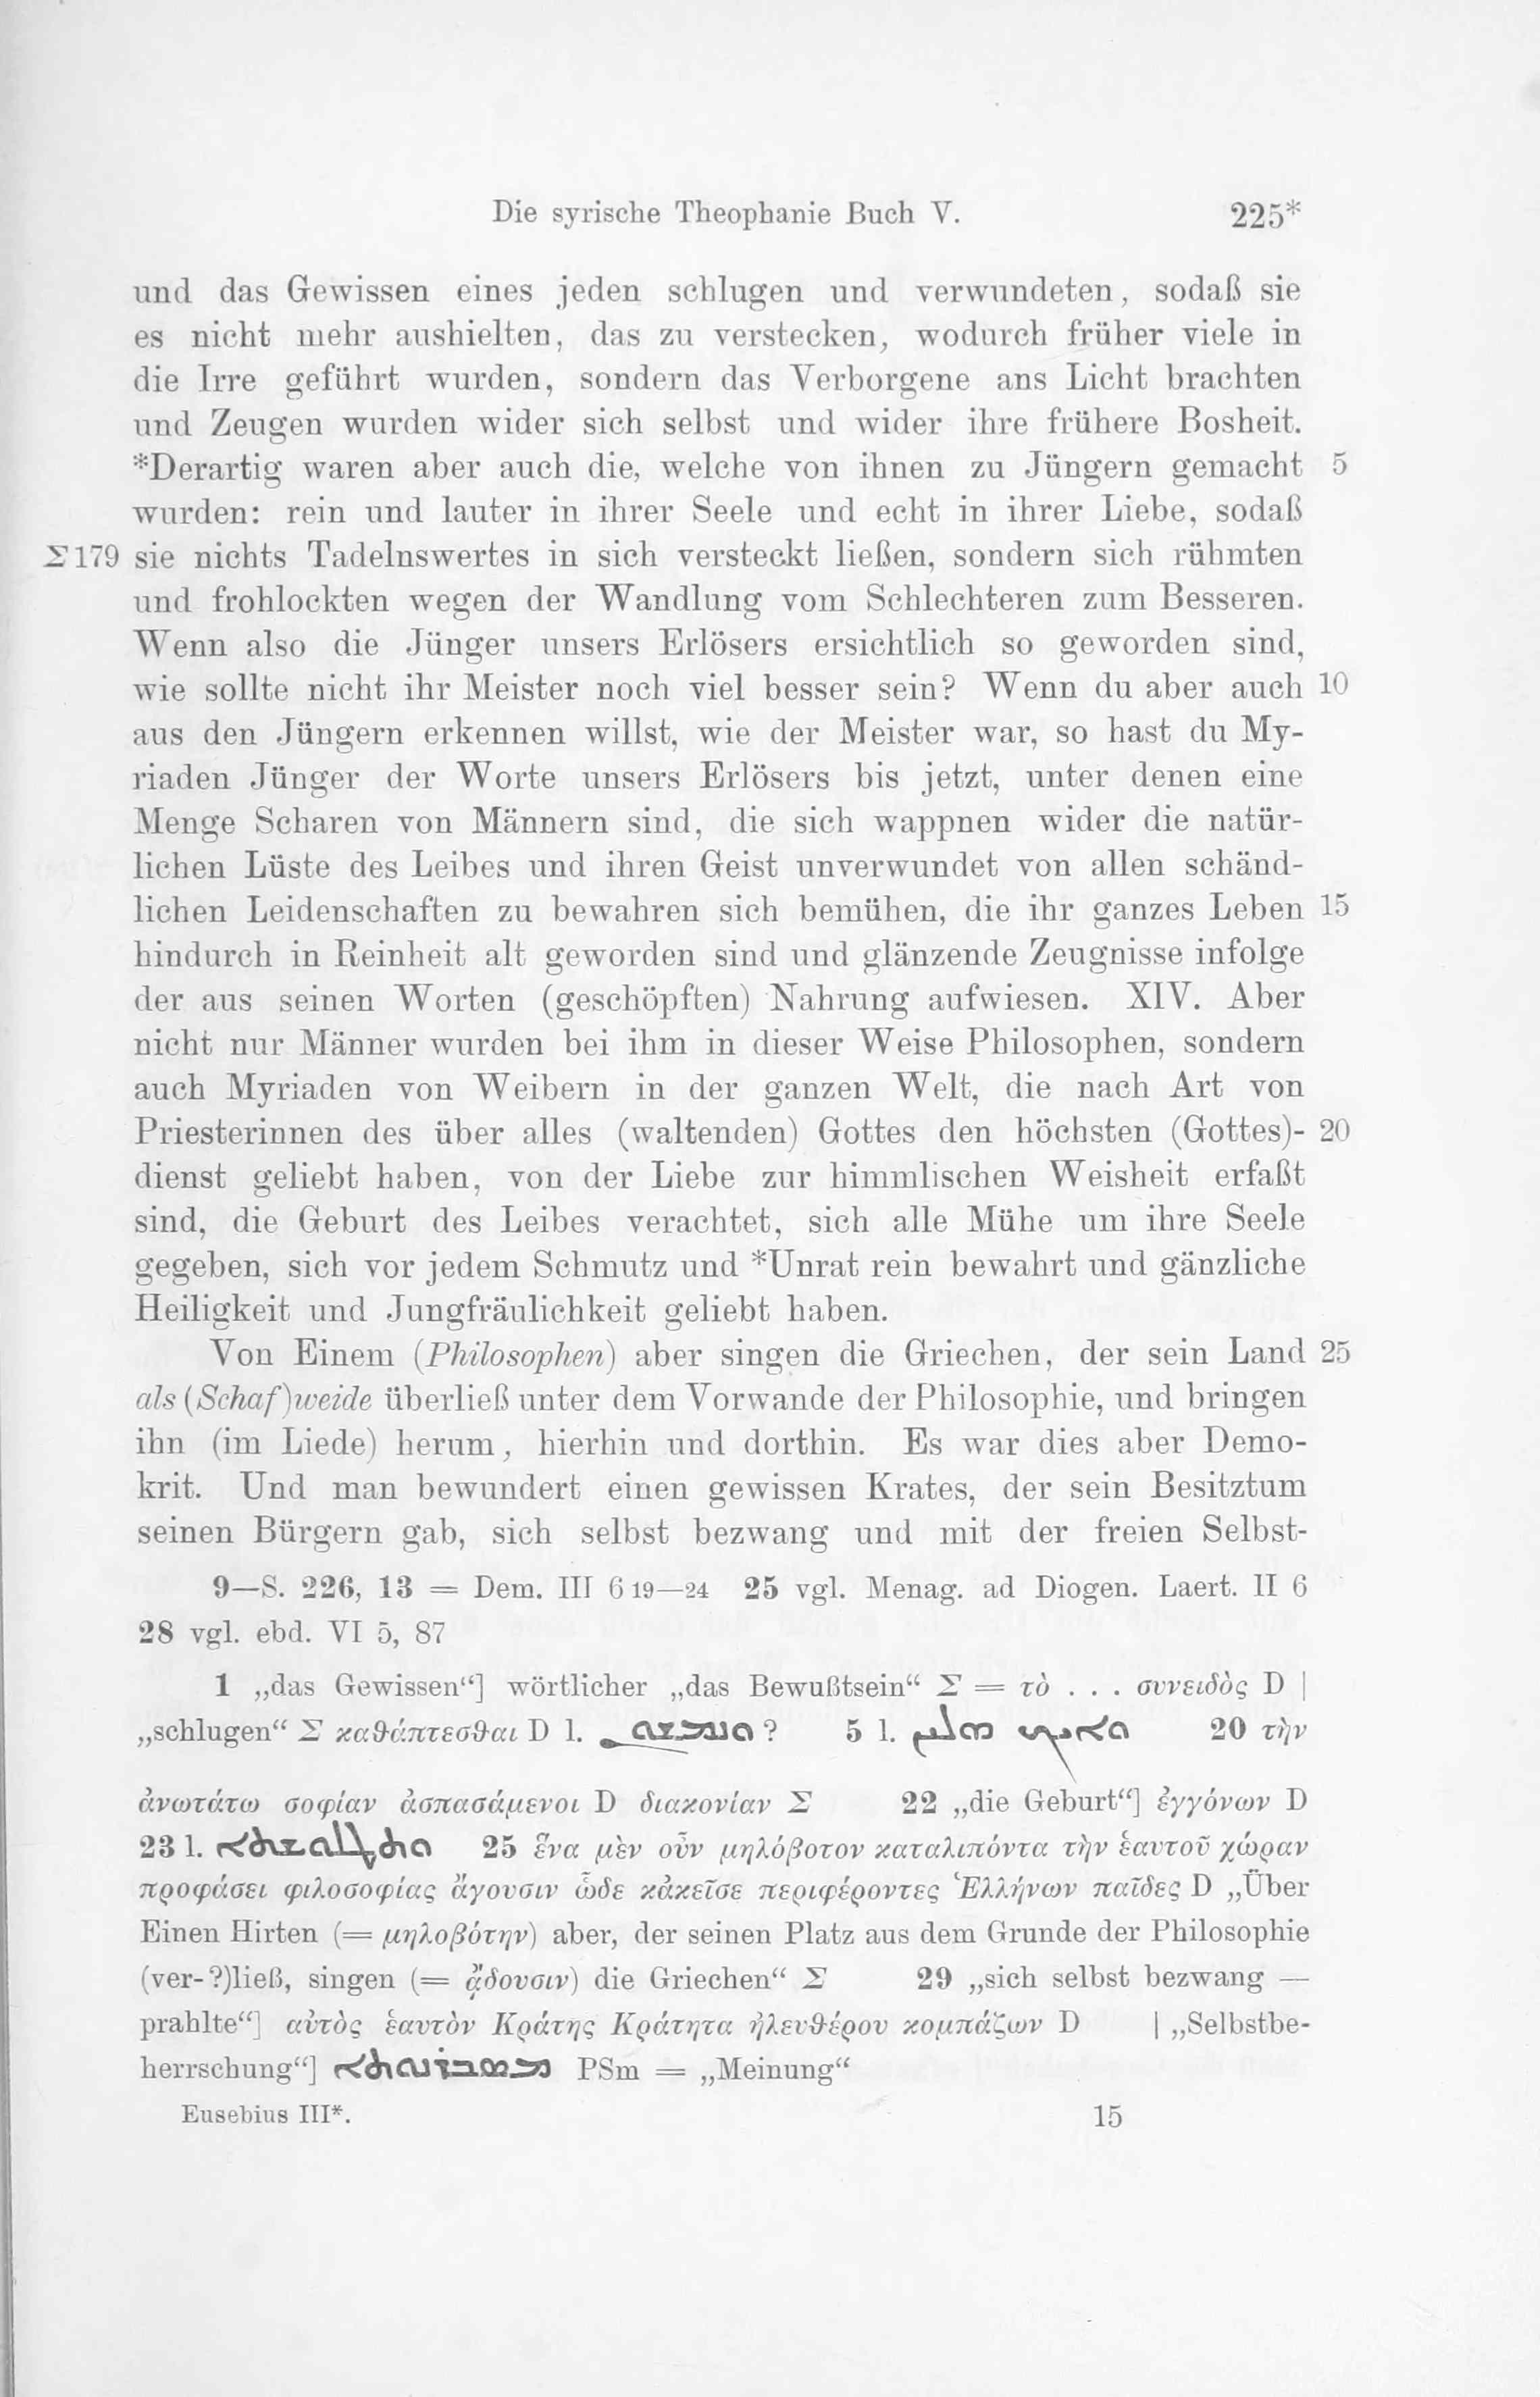 Die syrische Theophanie Buch V. 225*
und das Gewissen eines jeden schlugen und verwundeten, sodaß sie
es nicht mehr aushielten, das zu verstecken, wodurch früher viele in
die Irre geführt wurden, sondern das Verborgene ans Licht brachten
und Zeugen wurden wider sich selbst und wider ihre frühere Bosheit.
*Derartig waren aber auch die, welche von ihnen zu Jüngern gemacht 5
wurden: rein und lauter in ihrer Seele und echt in ihrer Liebe, sodaß
Σ 179 sie nichts Tadelnswertes in sich versteckt ließen, sondern sich rühmten
und frohlockten wegen der Wandlung vom Schlechteren zum Besseren.
Wenn also die Jünger unsers Erlösers ersichtlich so geworden sind,
wie sollte nicht ihr Meister noch viel besser sein? Wenn du aber auch 10
aus den Jüngern erkennen willst, wie der Meister war, so hast du My-
riaden Jünger der Worte unsers Erlösers bis jetzt, unter denen eine
Menge Scharen von Männern sind, die sich wappnen wider die natür-
lichen Lüste des Leibes und ihren Geist unverwundet von allen schänd-
lichen Leidenschaften zu bewahren sich bemühen, die ihr ganzes Leben 15
hindurch in Reinheit alt geworden sind und glänzende Zeugnisse infolge
der aus seinen Worten (geschöpften) Nahrung aufwiesen. XIV. Aber
nicht nur Männer wurden bei ihm in dieser Weise Philosophen, sondern
auch Myriaden von Weibern in der ganzen Welt, die nach Art von
Priesterinnen des über alles (waltenden) Gottes den höchsten (Gottes)- 20
dienst geliebt haben, von der Liebe zur himmlischen Weisheit erfaßt
sind, die Geburt des Leibes verachtet, sich alle Mühe um ihre Seele
gegeben, sich vor jedem Schmutz und *Unrat rein bewahrt und gänzliche
Heiligkeit und Jungfräulichkeit geliebt haben.
Von Einem (Philosophen) aber singen die Griechen, der sein Land 25
als (Schaf)weide überließ unter dem Vorwande der Philosophie, und bringen
ihn (im Liede) herum, hierhin und dorthin. Es war dies aber Demo-
krit. Und man bewundert einen gewissen Krates, der sein Besitztum
seinen Bürgern gab, sich selbst bezwang und mit der freien Selbst-
9—S. 226, 13 = Dem. III 6 19—24 25 vgl. Menag. ad Diogen. Laert. II 6
28 vgl. ebd. VI 5, 87
1 „das Gewissen“] wörtlicher „das Bewußtsein“ Σ = τὸ . . . συνειδὸς D |
„schlugen“ Σ καθάπτεσθαι D l. ? 5 l. 20 τὴν
ἀνωτάτω σοφίαν ἀσπασάμενοι D διακονίαν Σ 22 „die Geburt“] ἐγγόνων D
23 l. 25 ἕνα μὲν οὖν μηλόβοτον καταλιπόντα τὴν ἑαυτοῦ χώραν
προφάσει φιλοσοφίας ἄγουσιν ὧδε κἀκεῖσε περιφέροντες Ἑλλήνων παῖδες D „Über
Einen Hirten (= μηλοβότην) aber, der seinen Platz aus dem Grunde der Philosophie
(ver-?)ließ, singen (= ᾄδουσιν) die Griechen“ Σ 29 „sich selbst bezwang —
prahlte“] αὐτὸς ἑαυτὸν Κράτης Κράτητα ἠλευθέρου κομπάζων D | „Selbstbe-
herrschung“] PSm = „Meinung“
Eusebius III*. 15